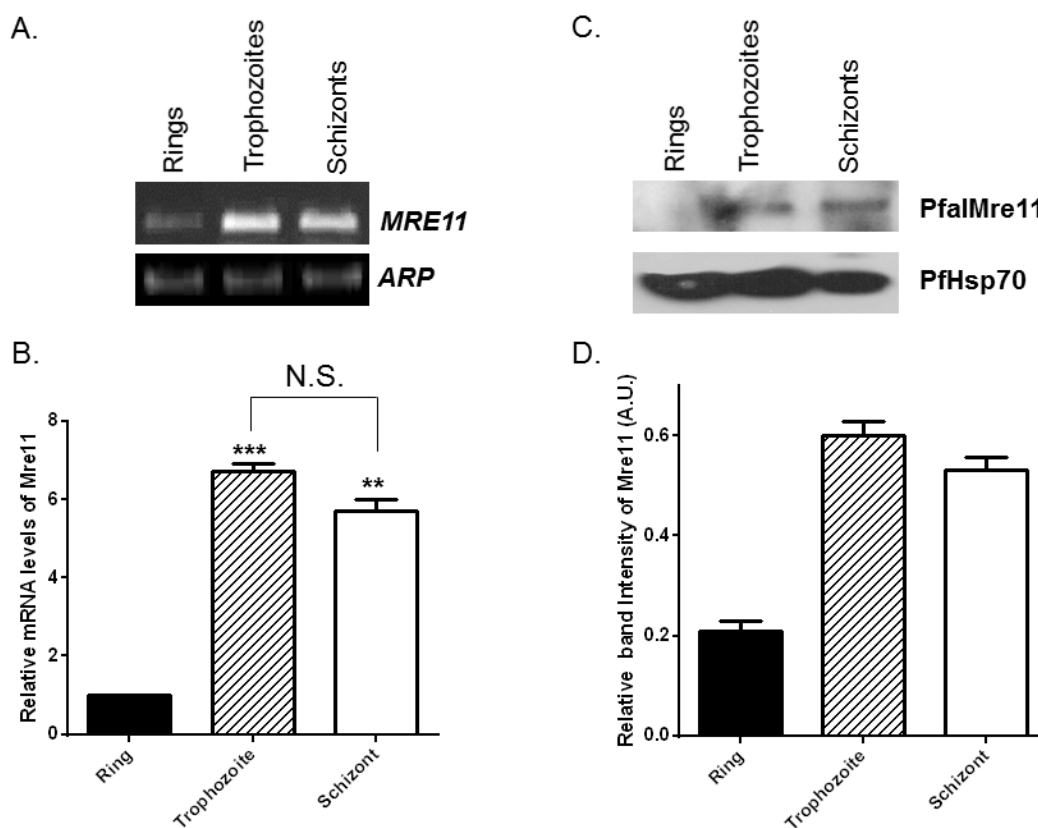 A.
Rings
Trophozoites
Schizonts
MRE11
ARP
B.
N.S.
Relative mRNA levels of Mre11
8
6
4
2
0
***
**
Ring
Trophozoite
Schizont
C.
Rings
Trophozoites
Schizonts
PfalMre11
PfHsp70
D.
Relative band Intensity of Mre11 (A.U.)
0.6
0.4
0.2
0.0
Ring
Trophozoite
Schizont